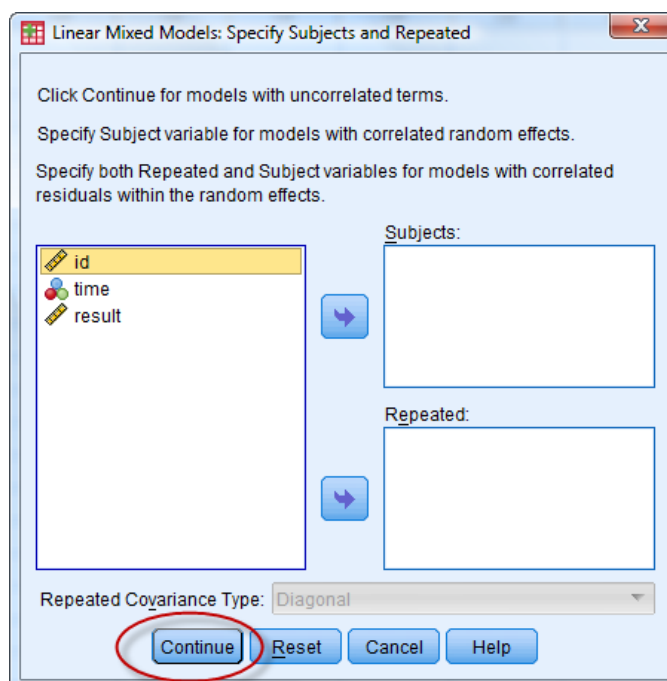 Linear Mixed Models: Specify Subjects and Repeated
Click Continue for models with uncorrelated terms.
Specify Subject variable for models with correlated random effects.
Specify both Repeated and Subject variables for models with correlated
residuals within the random effects.
Subjects:
id
time
result
Repeated:
Repeated Covariance Type: Diagonal
Continue Reset Cancel Help